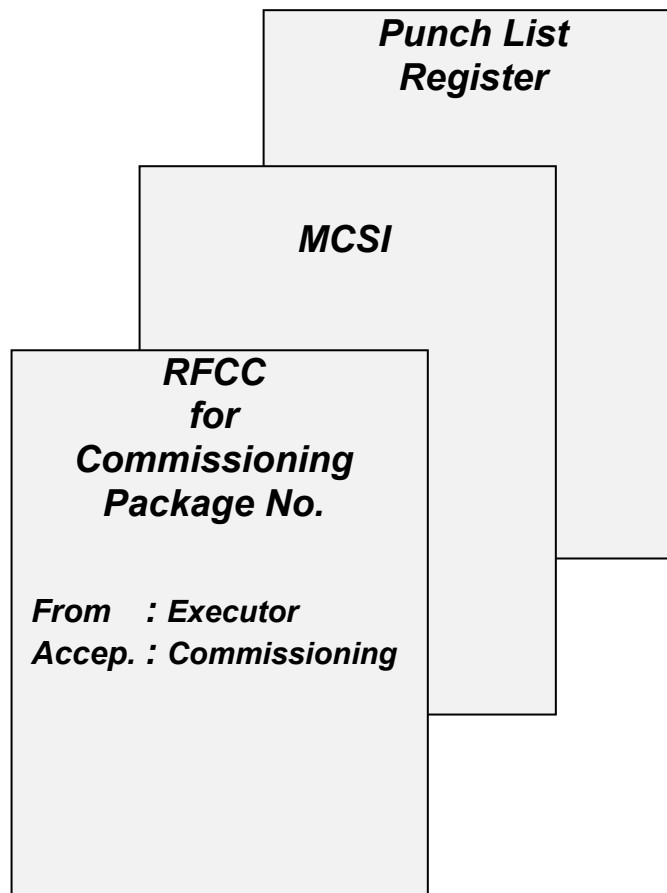 Punch List
Register
MCSI
RFCC
for
Commissioning
Package No.
From : Executor
Accep. : Commissioning